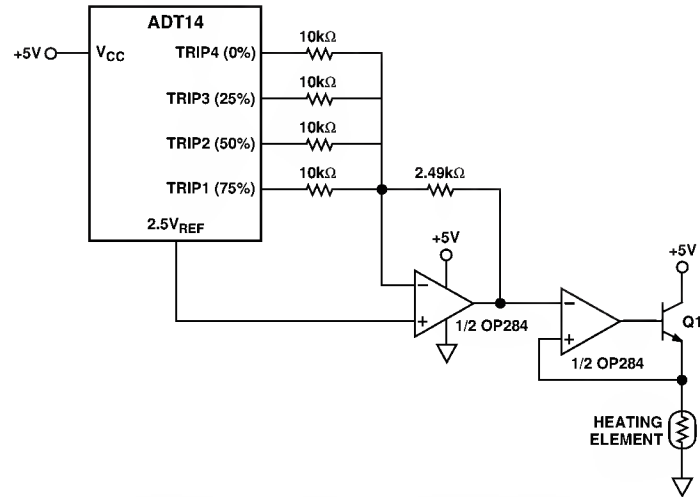 ADT14
+5V
VCC
TRIP4 (0%)
10kΩ
TRIP3 (25%)
10kΩ
TRIP2 (50%)
10kΩ
TRIP1 (75%)
10kΩ
2.49kΩ
2.5VREF
+5V
−
+
1/2 OP284
−
+
1/2 OP284
+5V
Q1
HEATING
ELEMENT